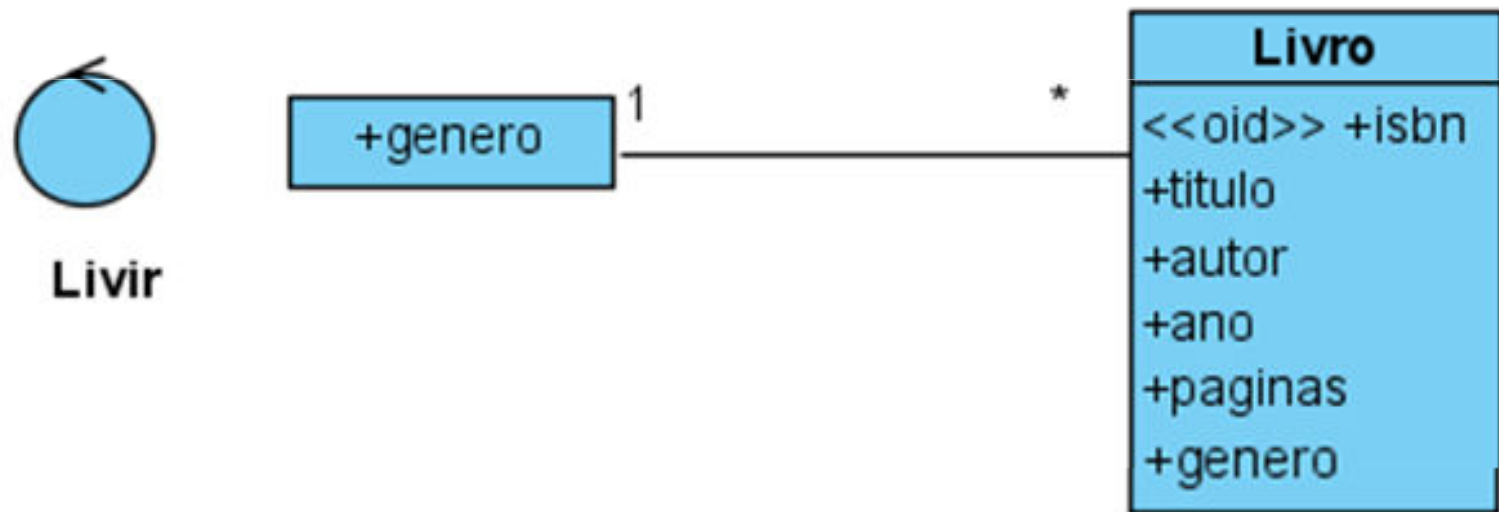 Livir
+genero
1
*
Livro
<<oid>> +isbn
+titulo
+autor
+ano
+paginas
+genero